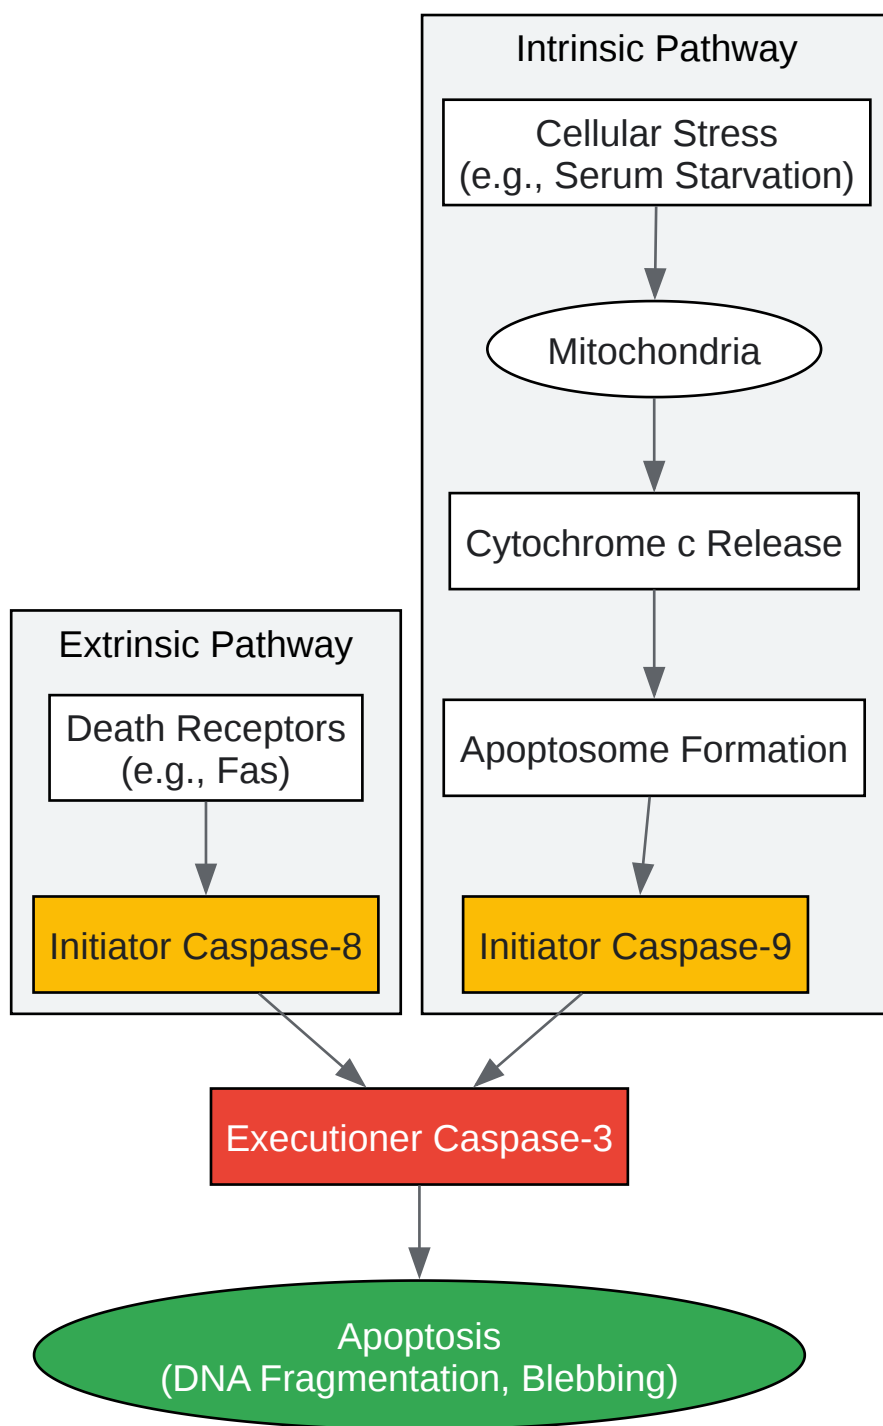 Intrinsic Pathway
Cellular Stress
(e.g., Serum Starvation)
Mitochondria
Cytochrome c Release
Apoptosome Formation
Initiator Caspase-9
Extrinsic Pathway
Death Receptors
(e.g., Fas)
Initiator Caspase-8
Executioner Caspase-3
Apoptosis
(DNA Fragmentation, Blebbing)